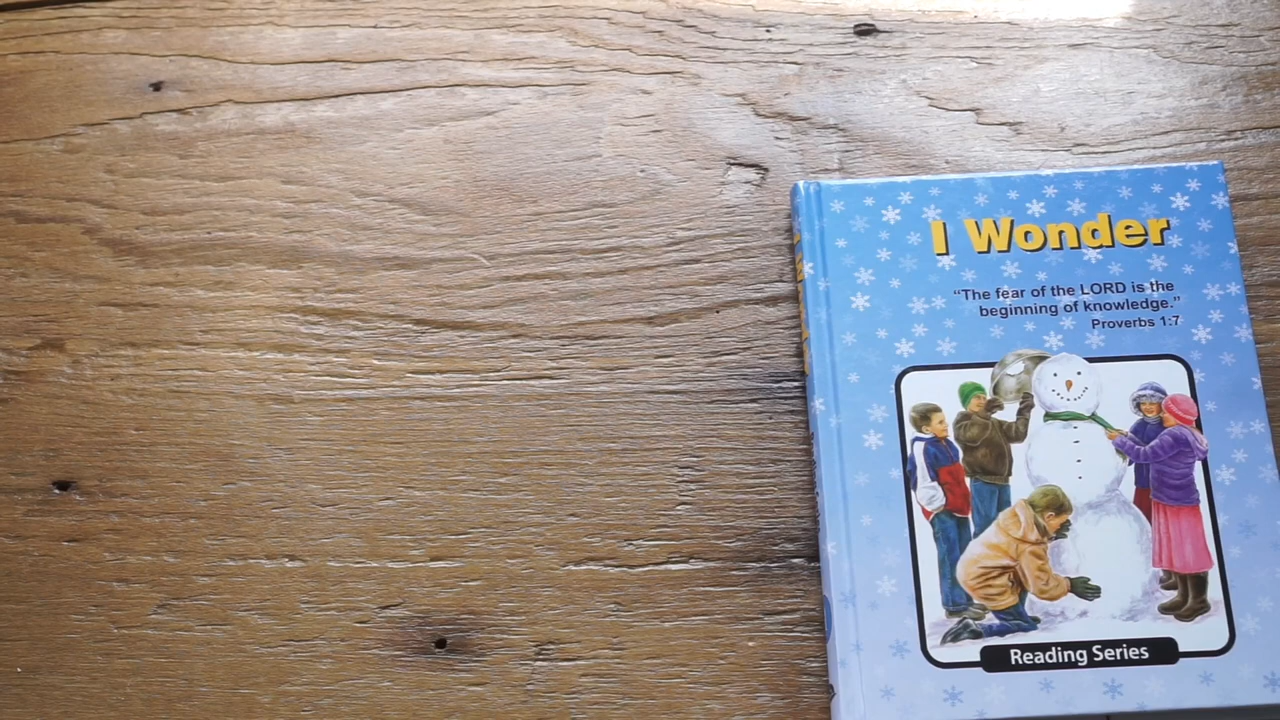 I Wonder
“The fear of the LORD is the
beginning of knowledge.”
Proverbs 1:7
Reading Series